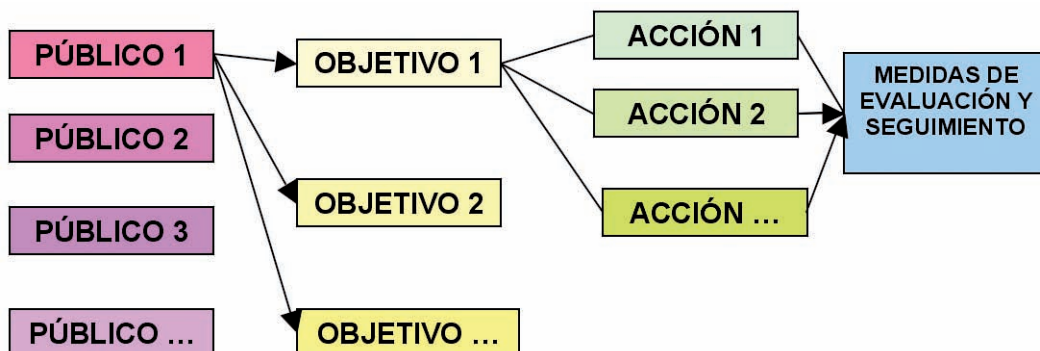 PÚBLICO 1
PÚBLICO 2
PÚBLICO 3
PÚBLICO ...
OBJETIVO 1
OBJETIVO 2
OBJETIVO ...
ACCIÓN 1
ACCIÓN 2
ACCIÓN ...
MEDIDAS DE
EVALUACIÓN Y
SEGUIMIENTO